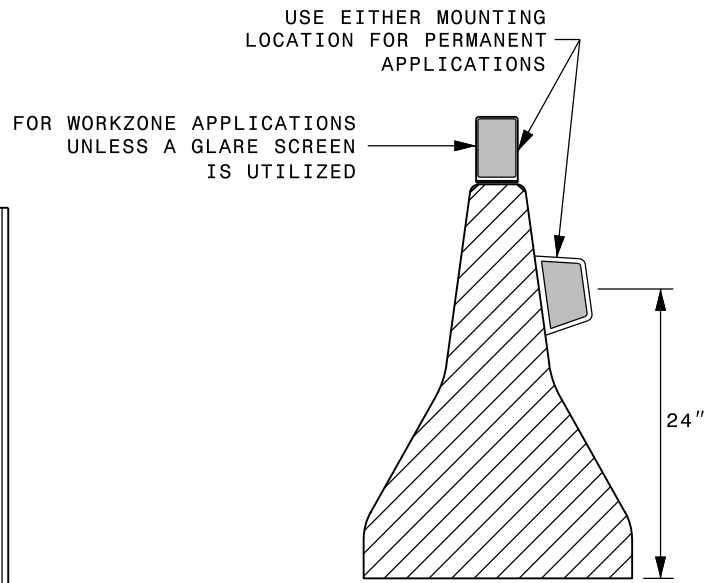 USE EITHER MOUNTING
LOCATION FOR PERMANENT
APPLICATIONS
FOR WORKZONE APPLICATIONS
UNLESS A GLARE SCREEN
IS UTILIZED
24"